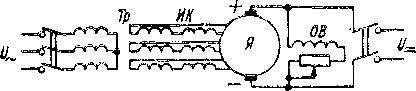 U~ Тр ИК + Я - ОВ U=